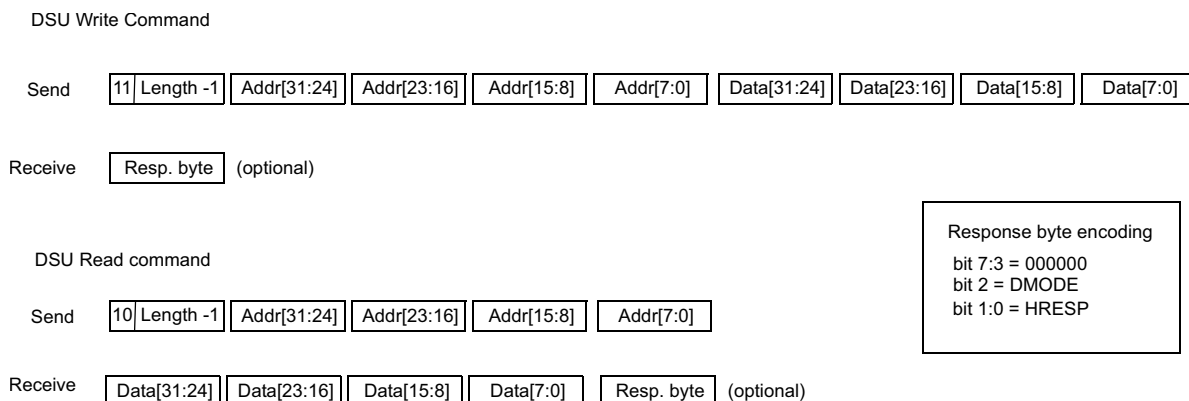 DSU Write Command
Send 11 Length -1 Addr[31:24] Addr[23:16] Addr[15:8] Addr[7:0] Data[31:24] Data[23:16] Data[15:8] Data[7:0]
Receive Resp. byte (optional)
Response byte encoding
bit 7:3 = 000000
bit 2 = DMODE
bit 1:0 = HRESP
DSU Read command
Send 10 Length -1 Addr[31:24] Addr[23:16] Addr[15:8] Addr[7:0]
Receive Data[31:24] Data[23:16] Data[15:8] Data[7:0] Resp. byte (optional)